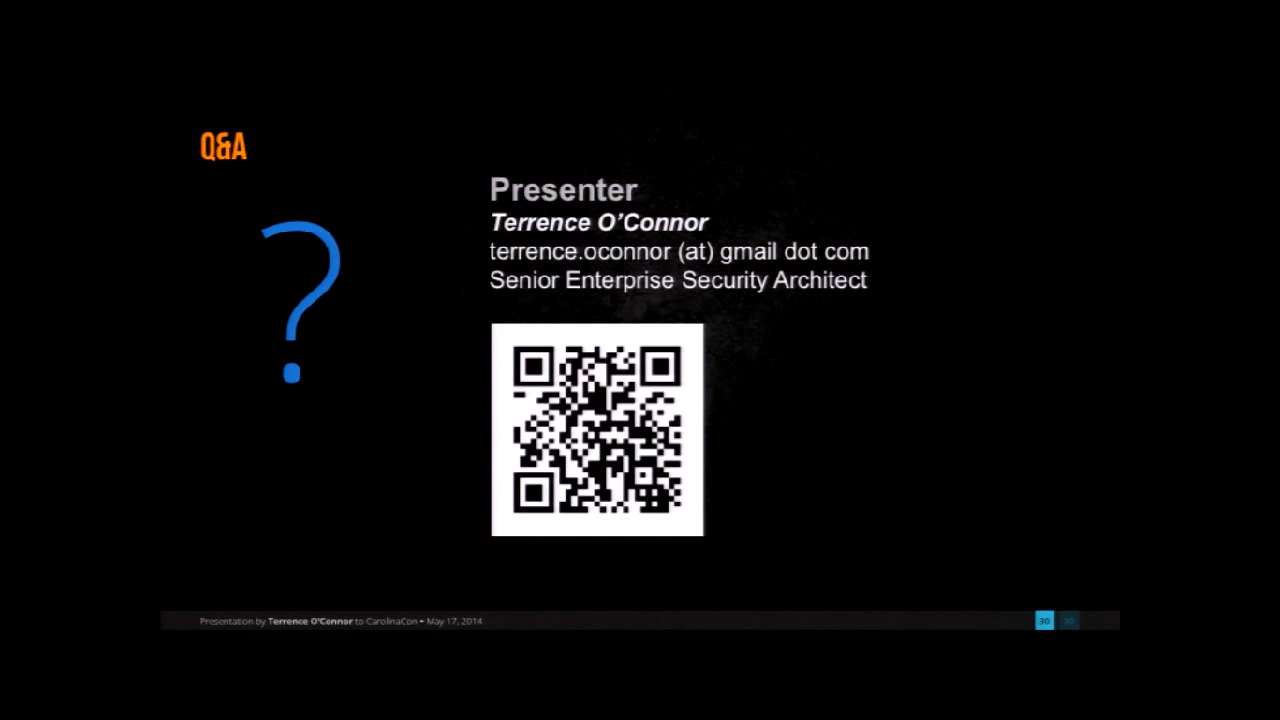 Q&A
?
Presenter
Terrence O'Connor
terrence.oconnor (at) gmail dot com
Senior Enterprise Security Architect
Presentation by Terrence O'Connor to CarolinaCon • May 17, 2014
30